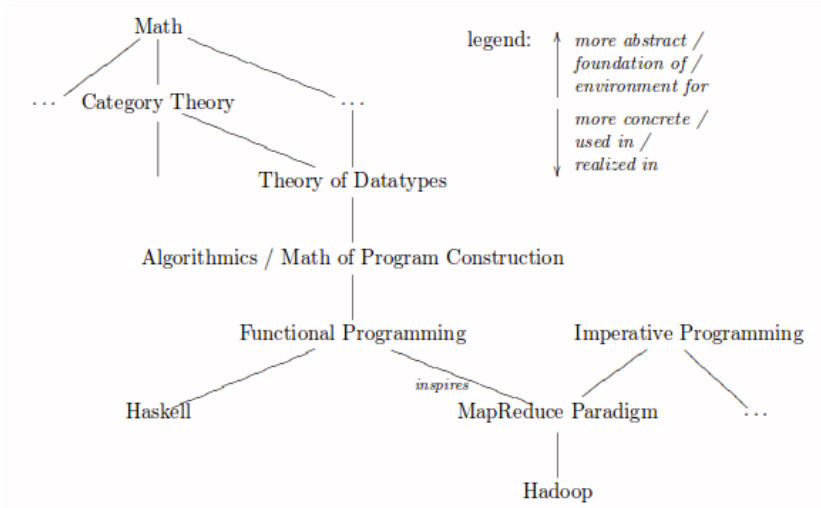 Math
legend:
more abstract /
foundation of /
environment for
... Category Theory ...
more concrete /
used in /
realized in
Theory of Datatypes
Algorithmics / Math of Program Construction
Functional Programming Imperative Programming
inspires
Haskell MapReduce Paradigm ...
Hadoop